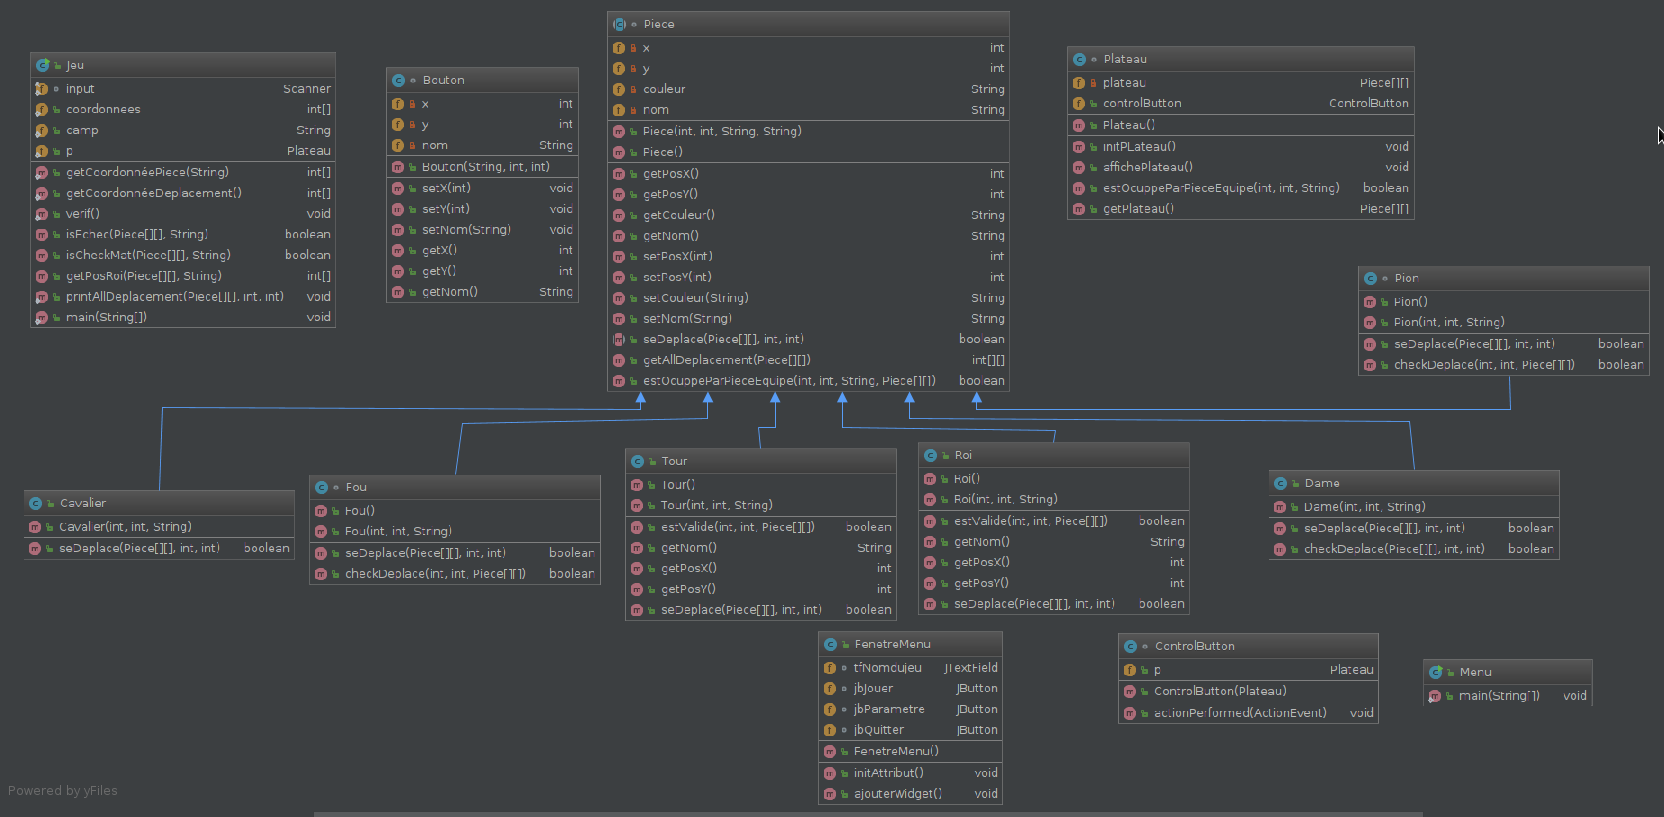 Jeu
input Scanner
coordonnees int[]
camp String
p Plateau
getCoordonnéePiece(String) int[]
getCoordonnéeDeplacement() int[]
verif() void
isEchec(Piece[][], String) boolean
isCheckMat(Piece[][], String) boolean
getPosRoi(Piece[][], String) int[]
printAllDeplacement(Piece[][], int, int) void
main(String[]) void
Bouton
x int
y int
nom String
Bouton(String, int, int)
setX(int) void
setY(int) void
setNom(String) void
getX() int
getY() int
getNom() String
Piece
x int
y int
couleur String
nom String
Piece(int, int, String, String)
Piece()
getPosX() int
getPosY() int
getCouleur() String
getNom() String
setPosX(int) int
setPosY(int) int
setCouleur(String) String
setNom(String) String
seDeplace(Piece[][], int, int) boolean
getAllDeplacement(Piece[][]) int[][]
estOcuppeParPieceEquipe(int, int, String, Piece[][]) boolean
Plateau
plateau Piece[][]
controlButton ControlButton
Plateau()
initPLateau() void
affichePlateau() void
estOcuppeParPieceEquipe(int, int, String) boolean
getPlateau() Piece[][]
Pion
Pion()
Pion(int, int, String)
seDeplace(Piece[][], int, int) boolean
checkDeplace(int, int, Piece[][]) boolean
Cavalier
Cavalier(int, int, String)
seDeplace(Piece[][], int, int) boolean
Fou
Fou()
Fou(int, int, String)
seDeplace(Piece[][], int, int) boolean
checkDeplace(int, int, Piece[][]) boolean
Tour
Tour()
Tour(int, int, String)
estValide(int, int, Piece[][]) boolean
getNom() String
getPosX() int
getPosY() int
seDeplace(Piece[][], int, int) boolean
Roi
Roi()
Roi(int, int, String)
estValide(int, int, Piece[][]) boolean
getNom() String
getPosX() int
getPosY() int
seDeplace(Piece[][], int, int) boolean
Dame
Dame(int, int, String)
seDeplace(Piece[][], int, int) boolean
checkDeplace(Piece[][], int, int) boolean
FenetreMenu
tfNomdujeu JTextField
jbJouer JButton
jbParametre JButton
jbQuitter JButton
FenetreMenu()
initAttribut() void
ajouterWidget() void
ControlButton
p Plateau
ControlButton(Plateau)
actionPerformed(ActionEvent) void
Menu
main(String[]) void
Powered by yFiles